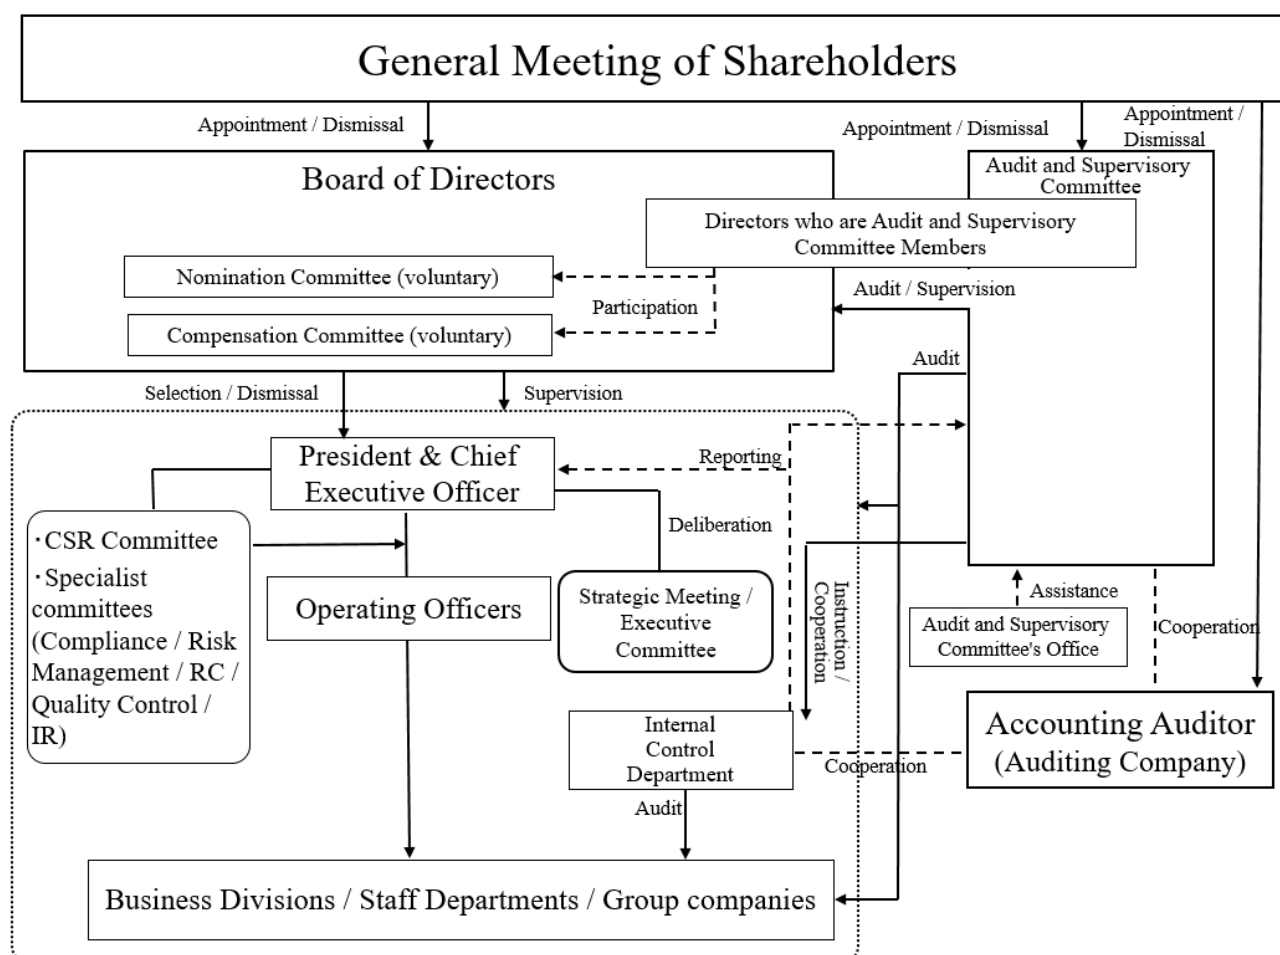 General Meeting of Shareholders
Appointment / Dismissal
Appointment / Dismissal
Appointment /
Dismissal
Board of Directors
Audit and Supervisory
Committee
Directors who are Audit and Supervisory
Committee Members
Nomination Committee (voluntary)
Participation
Compensation Committee (voluntary)
Audit / Supervision
Audit
Selection / Dismissal
Supervision
President & Chief
Executive Officer
Reporting
Deliberation
・CSR Committee
・Specialist
committees
(Compliance / Risk
Management / RC /
Quality Control /
IR)
Operating Officers
Strategic Meeting /
Executive
Committee
Instruction /
Cooperation
Assistance
Audit and Supervisory
Committee's Office
Cooperation
Internal
Control
Department
Cooperation
Accounting Auditor
(Auditing Company)
Audit
Business Divisions / Staff Departments / Group companies